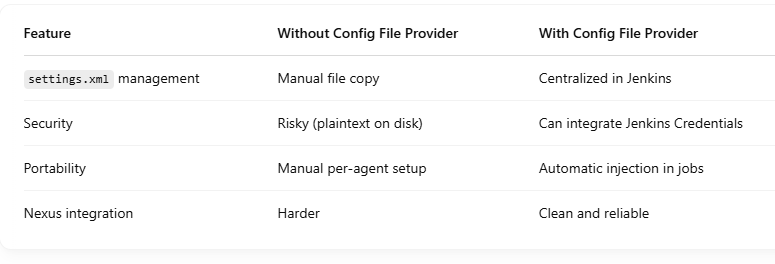 Feature Without Config File Provider With Config File Provider
settings.xml management Manual file copy Centralized in Jenkins
Security Risky (plaintext on disk) Can integrate Jenkins Credentials
Portability Manual per-agent setup Automatic injection in jobs
Nexus integration Harder Clean and reliable